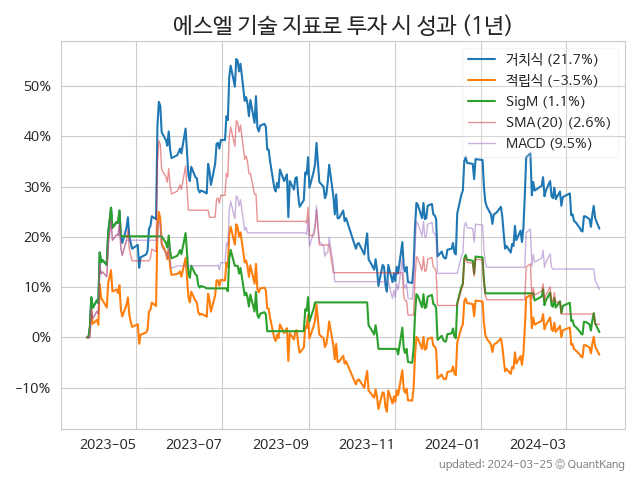 에스엘 기술 지표로 투자 시 성과 (1년)
거치식 (21.7%)
적립식 (−3.5%)
SigM (1.1%)
SMA(20) (2.6%)
MACD (9.5%)
50%
40%
30%
20%
10%
0%
−10%
2023-05 2023-07 2023-09 2023-11 2024-01 2024-03
updated: 2024-03-25 ⓒ QuantKang